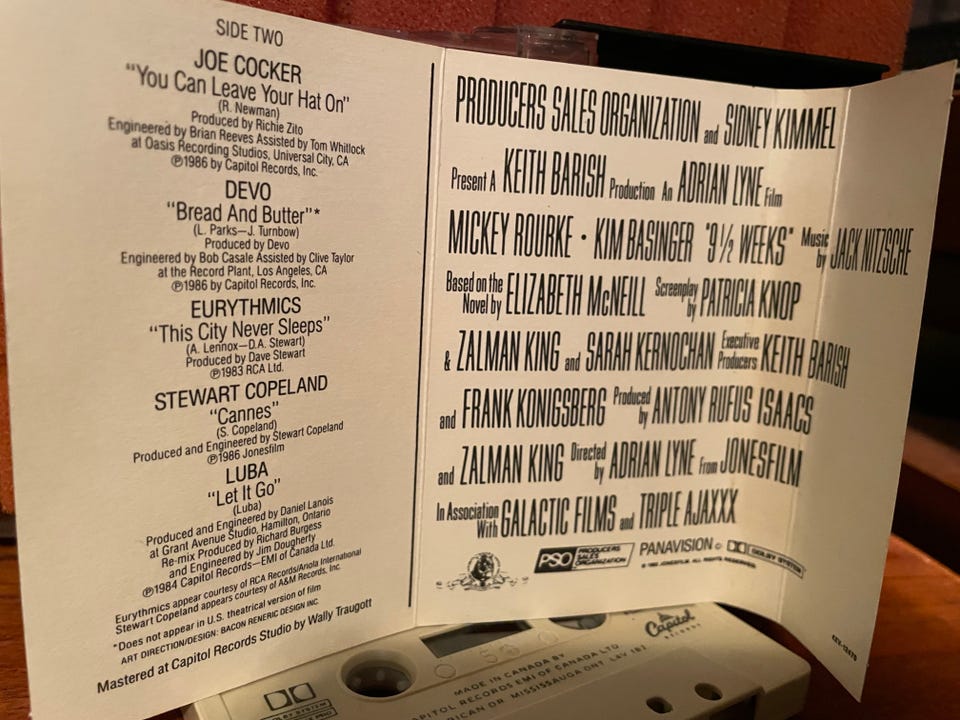 SIDE TWO
JOE COCKER
“You Can Leave Your Hat On”
(R. Newman)
Produced by Richie Zito
Engineered by Brian Reeves Assisted by Tom Whitlock
at Oasis Recording Studios, Universal City, CA
℗1986 by Capitol Records, Inc.
DEVO
“Bread And Butter”*
(L. Parks—J. Turnbow)
Produced by Devo
Engineered by Bob Casale Assisted by Clive Taylor
at the Record Plant, Los Angeles, CA
℗1986 by Capitol Records, Inc.
EURYTHMICS
“This City Never Sleeps”
(A. Lennox—D.A. Stewart)
Produced by Dave Stewart
℗1983 RCA Ltd.
STEWART COPELAND
“Cannes”
(S. Copeland)
Produced and Engineered by Stewart Copeland
℗1986 Jonesfilm
LUBA
“Let It Go”
(Luba)
Produced and Engineered by Daniel Lanois
at Grant Avenue Studio, Hamilton, Ontario
Re-mix Produced by Richard Burgess
and Engineered by Jim Dougherty
℗1984 Capitol Records—EMI of Canada Ltd.
Eurythmics appear courtesy of RCA Records/Ariola International
Stewart Copeland appears courtesy of A&M Records, Inc.
*Does not appear in U.S. theatrical version of film
ART DIRECTION/DESIGN: BACON RENERIC DESIGN INC.
Mastered at Capitol Records Studio by Wally Traugott
PRODUCERS SALES ORGANIZATION and SIDNEY KIMMEL
Present A KEITH BARISH Production An ADRIAN LYNE Film
MICKEY ROURKE · KIM BASINGER "9½ WEEKS" Music by JACK NITZSCHE
Based on the Novel by ELIZABETH McNEILL Screenplay by PATRICIA KNOP
& ZALMAN KING and SARAH KERNOCHAN Executive Producers KEITH BARISH
and FRANK KONIGSBERG Produced by ANTONY RUFUS ISAACS
and ZALMAN KING Directed by ADRIAN LYNE From JONESFILM
In Association With GALACTIC FILMS and TRIPLE AJAXXX
PSO PRODUCERS SALES ORGANIZATION PANAVISION DOLBY SYSTEM
JONESFILM. ALL RIGHTS RESERVED.
Capitol
RECORDS
DOLBY SYSTEM
MADE IN CANADA BY
CAPITOL RECORDS EMI OF CANADA LTD
AMERICAN DR MISSISSAUGA ONT